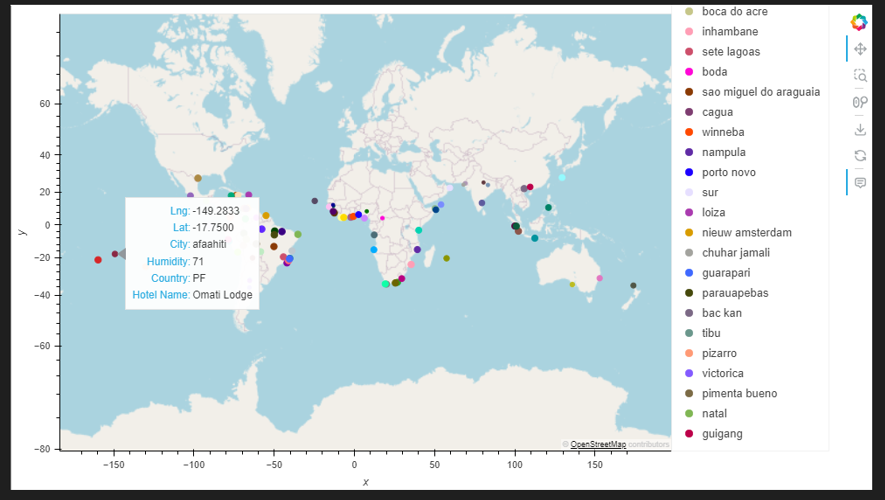 boca do acre
inhambane
sete lagoas
boda
sao miguel do araguaia
cagua
winneba
nampula
porto novo
sur
loiza
nieuw amsterdam
chuhar jamali
guarapari
parauapebas
bac kan
tibu
pizarro
victorica
pimenta bueno
natal
guigang
60
40
20
0
−20
−40
−60
−80
y
Lng: -149.2833
Lat: -17.7500
City: afaahiti
Humidity: 71
Country: PF
Hotel Name: Omati Lodge
© OpenStreetMap contributors
−150
−100
−50
0
50
100
150
x